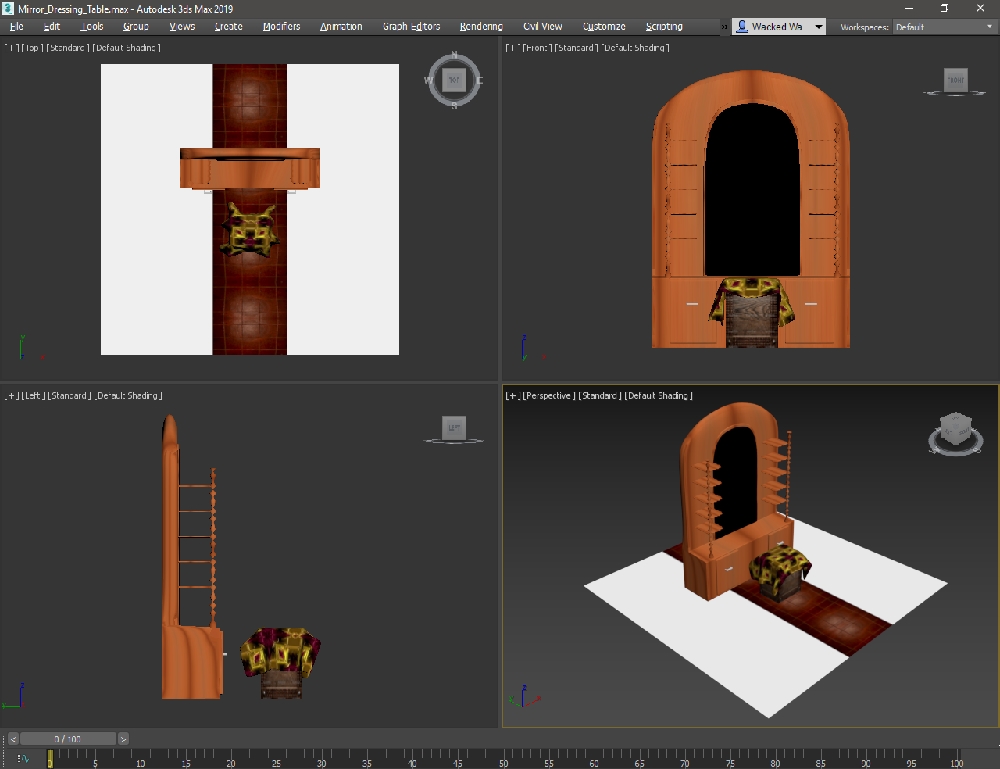 Mirror_Dressing_Table.max - Autodesk 3ds Max 2019
File Edit Tools Group Views Create Modifiers Animation Graph Editors Rendering Civil View Customize Scripting » Wacked Wa Workspaces: Default
[+] [Top] [Standard] [Default Shading]
[+] [Front] [Standard] [Default Shading]
N
W TOP E
S
FRONT
y
x
z
[+] [Left] [Standard] [Default Shading]
[+] [Perspective] [Standard] [Default Shading]
LEFT
z
z
< 0 / 100 >
0 5 10 15 20 25 30 35 40 45 50 55 60 65 70 75 80 85 90 95 100